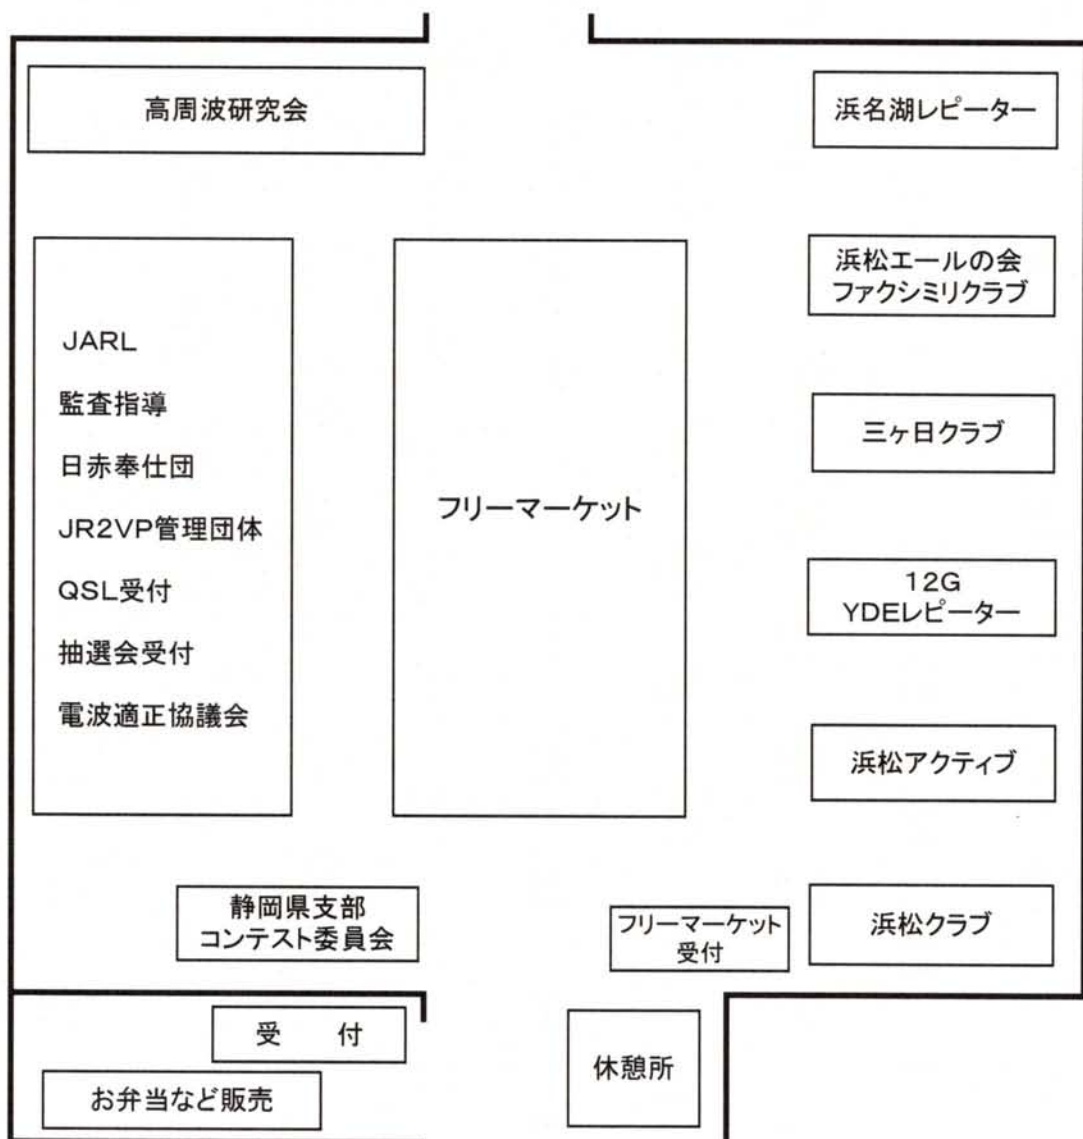 高周波研究会
浜名湖レピーター
浜松エールの会
ファクシミリクラブ
JARL
監査指導
日赤奉仕団
JR2VP管理団体
QSL受付
抽選会受付
電波適正協議会
フリーマーケット
三ヶ日クラブ
12G
YDEレピーター
浜松アクティブ
静岡県支部
コンテスト委員会
フリーマーケット
受付
浜松クラブ
受　付
お弁当など販売
休憩所